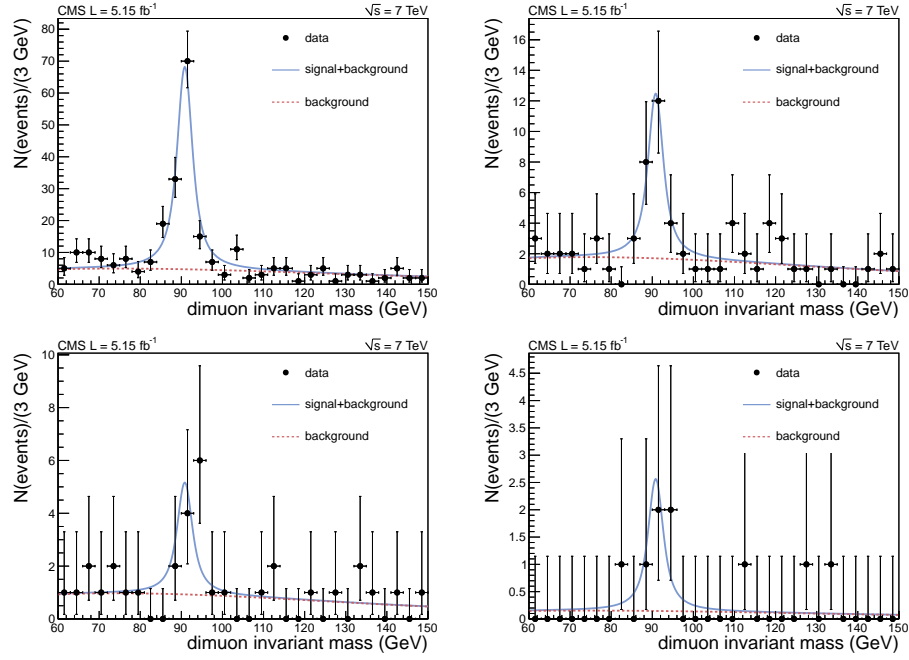 CMS L = 5.15 fb⁻¹ √s = 7 TeV
N(events)/(3 GeV)
80
70
60
50
40
30
20
10
0
data
signal+background
background
60 70 80 90 100 110 120 130 140 150
dimuon invariant mass (GeV)
CMS L = 5.15 fb⁻¹ √s = 7 TeV
N(events)/(3 GeV)
16
14
12
10
8
6
4
2
0
data
signal+background
background
60 70 80 90 100 110 120 130 140 150
dimuon invariant mass (GeV)
CMS L = 5.15 fb⁻¹ √s = 7 TeV
N(events)/(3 GeV)
10
8
6
4
2
0
data
signal+background
background
60 70 80 90 100 110 120 130 140 150
dimuon invariant mass (GeV)
CMS L = 5.15 fb⁻¹ √s = 7 TeV
N(events)/(3 GeV)
4.5
4
3.5
3
2.5
2
1.5
1
0.5
0
data
signal+background
background
60 70 80 90 100 110 120 130 140 150
dimuon invariant mass (GeV)